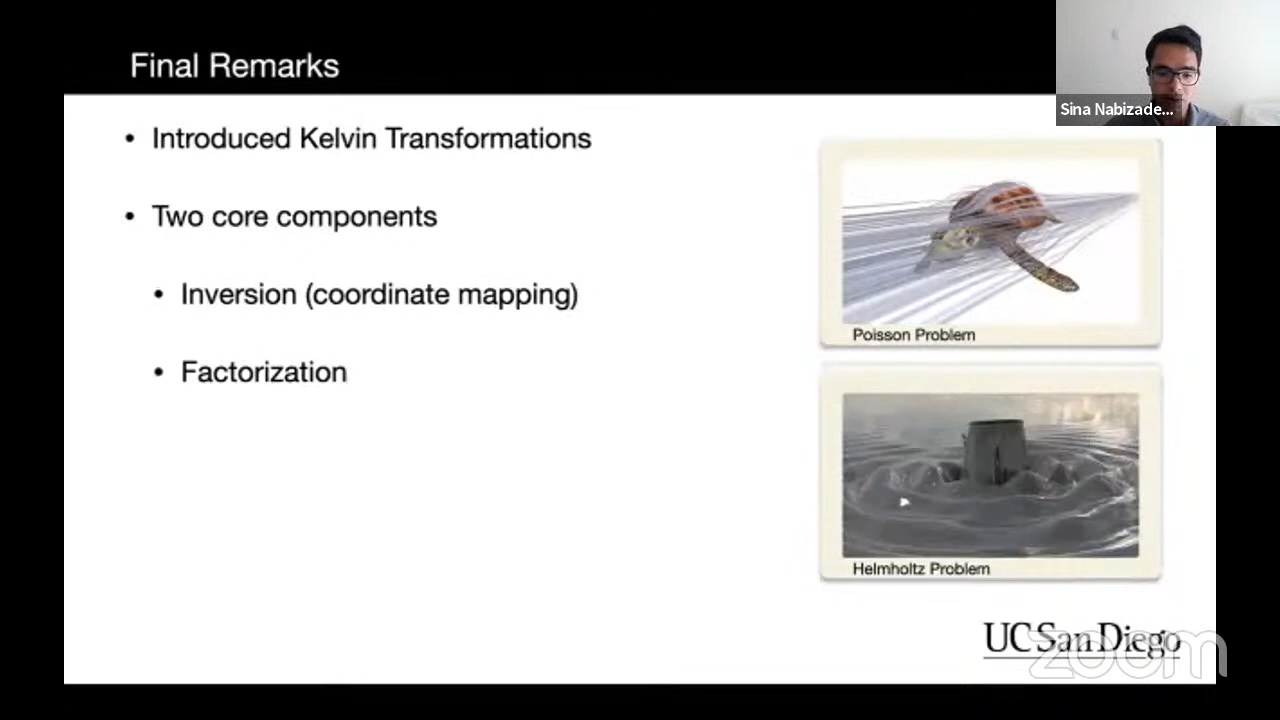 Final Remarks
Sina Nabizade...
• Introduced Kelvin Transformations
• Two core components
• Inversion (coordinate mapping)
• Factorization
Poisson Problem
Helmholtz Problem
UC San Diego
zoom